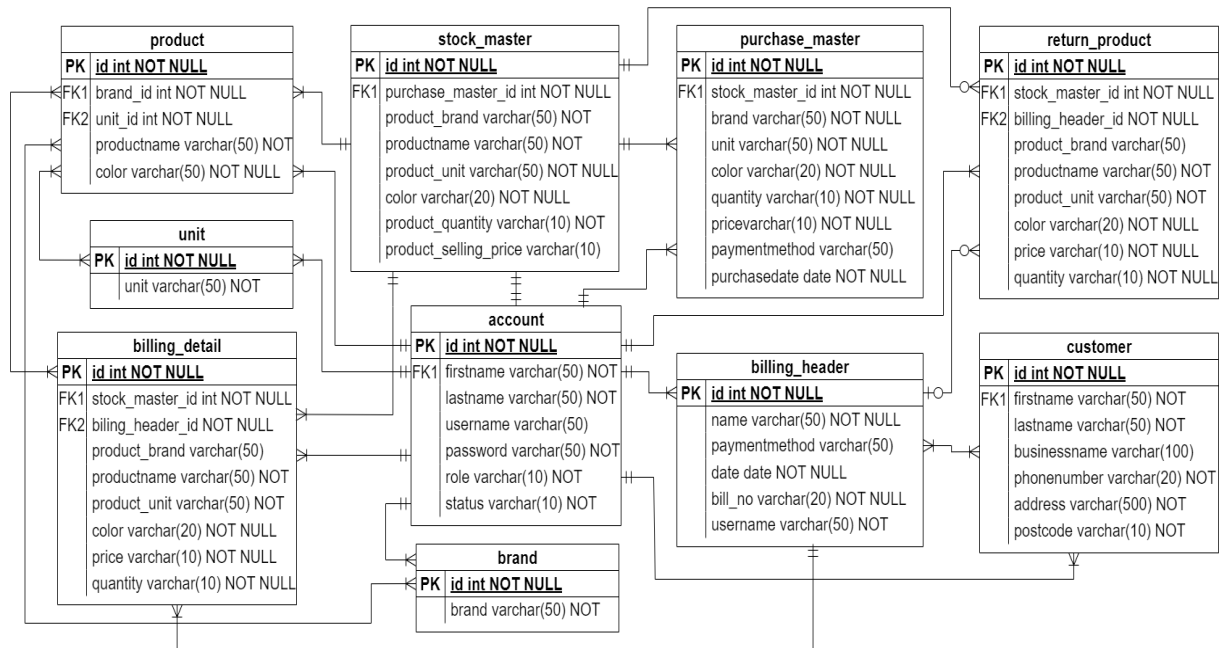 product
PK id int NOT NULL
FK1 brand_id int NOT NULL
FK2 unit_id int NOT NULL
productname varchar(50) NOT
color varchar(50) NOT NULL
stock_master
PK id int NOT NULL
FK1 purchase_master_id int NOT NULL
product_brand varchar(50) NOT
productname varchar(50) NOT
product_unit varchar(50) NOT NULL
color varchar(20) NOT NULL
product_quantity varchar(10) NOT
product_selling_price varchar(10)
purchase_master
PK id int NOT NULL
FK1 stock_master_id int NOT NULL
brand varchar(50) NOT NULL
unit varchar(50) NOT NULL
color varchar(20) NOT NULL
quantity varchar(10) NOT NULL
pricevarchar(10) NOT NULL
paymentmethod varchar(50)
purchasedate date NOT NULL
return_product
PK id int NOT NULL
FK1 stock_master_id int NOT NULL
FK2 billing_header_id NOT NULL
product_brand varchar(50)
productname varchar(50) NOT
product_unit varchar(50) NOT
color varchar(20) NOT NULL
price varchar(10) NOT NULL
quantity varchar(10) NOT NULL
unit
PK id int NOT NULL
unit varchar(50) NOT
billing_detail
PK id int NOT NULL
FK1 stock_master_id int NOT NULL
FK2 biling_header_id NOT NULL
product_brand varchar(50)
productname varchar(50) NOT
product_unit varchar(50) NOT
color varchar(20) NOT NULL
price varchar(10) NOT NULL
quantity varchar(10) NOT NULL
account
PK id int NOT NULL
FK1 firstname varchar(50) NOT
lastname varchar(50) NOT
username varchar(50)
password varchar(50) NOT
role varchar(10) NOT
status varchar(10) NOT
billing_header
PK id int NOT NULL
name varchar(50) NOT NULL
paymentmethod varchar(50)
date date NOT NULL
bill_no varchar(20) NOT NULL
username varchar(50) NOT
customer
PK id int NOT NULL
FK1 firstname varchar(50) NOT
lastname varchar(50) NOT
businessname varchar(100)
phonenumber varchar(20) NOT
address varchar(500) NOT
postcode varchar(10) NOT
brand
PK id int NOT NULL
brand varchar(50) NOT